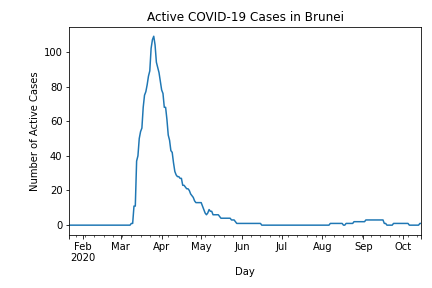 Active COVID-19 Cases in Brunei
Number of Active Cases
100
80
60
40
20
0
Feb Mar Apr May Jun Jul Aug Sep Oct
2020
Day